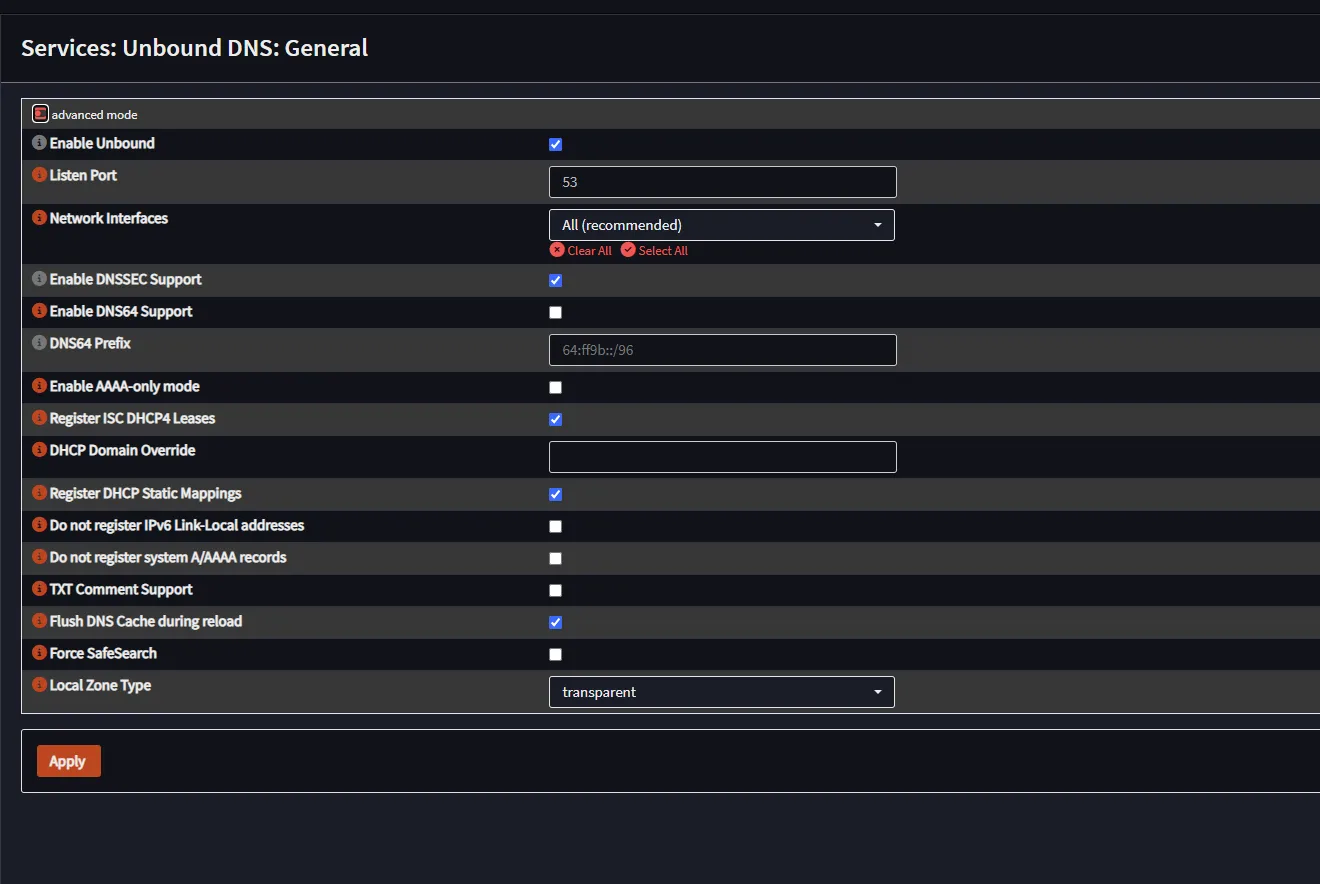 Services: Unbound DNS: General
advanced mode
Enable Unbound
Listen Port
53
Network Interfaces
All (recommended)
Clear All Select All
Enable DNSSEC Support
Enable DNS64 Support
DNS64 Prefix
64:ff9b::/96
Enable AAAA-only mode
Register ISC DHCP4 Leases
DHCP Domain Override
Register DHCP Static Mappings
Do not register IPv6 Link-Local addresses
Do not register system A/AAAA records
TXT Comment Support
Flush DNS Cache during reload
Force SafeSearch
Local Zone Type
transparent
Apply